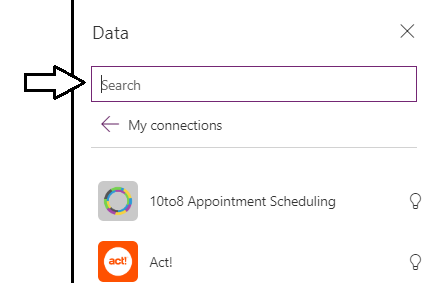 Data
Search
My connections
10to8 Appointment Scheduling
act! Act!